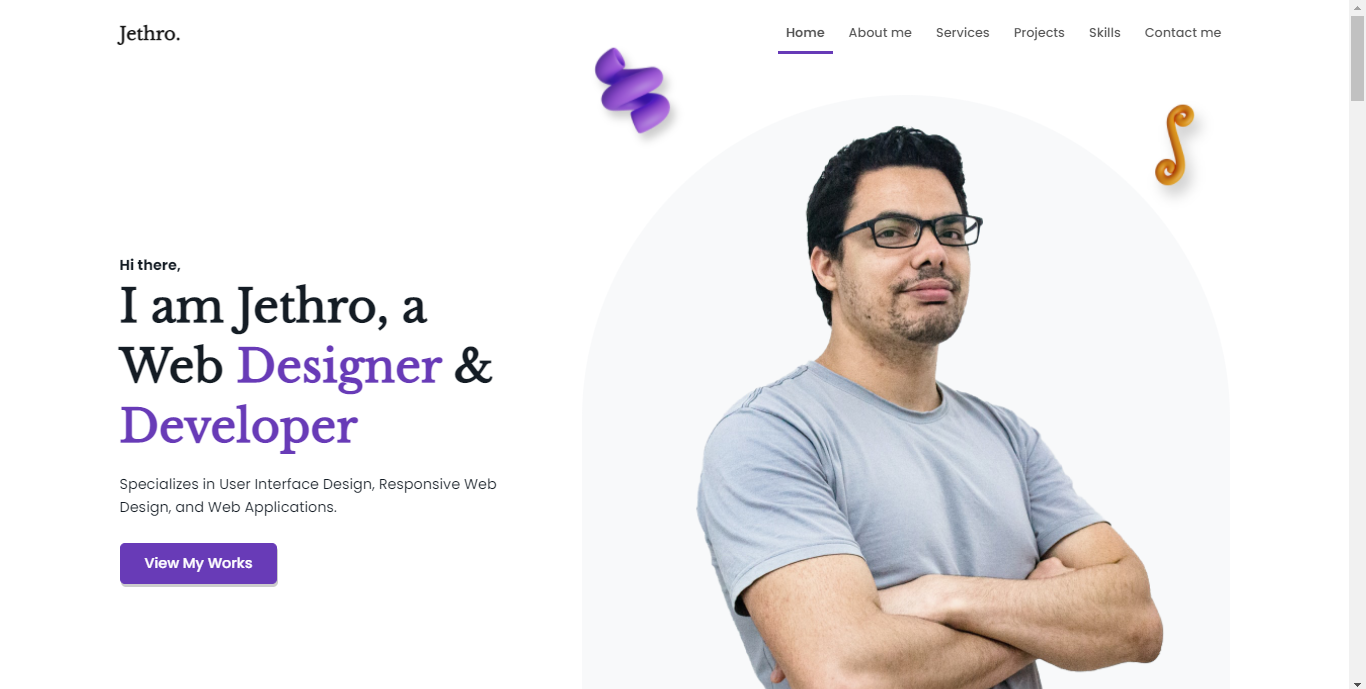 Jethro.
Home About me Services Projects Skills Contact me
Hi there,
I am Jethro, a
Web Designer &
Developer
Specializes in User Interface Design, Responsive Web
Design, and Web Applications.
View My Works